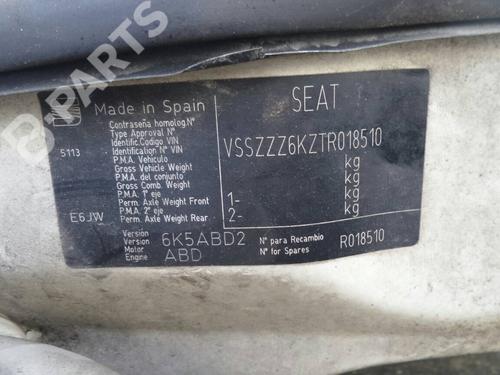 B-PARTS
Made in Spain
SEAT
Contraseña homolog.Nº
Type Approval Nº
Identific.Codigo VIN
Identification Nº VIN
VSSZZZ6KZTR018510
5113
P.M.A. Vehiculo
Gross Vehicle Weight
kg
P.M.A. del conjunto
Gross Comb. Weight
kg
P.M.A. 1º eje
Perm. Axle Weight Front
1- kg
E6JW
P.M.A. 2º eje
Perm. Axle Weight Rear
2- kg
Version
Version
6K5ABD2
Nº para Recambio
R018510
Motor
Engine
ABD
Nº for Spares